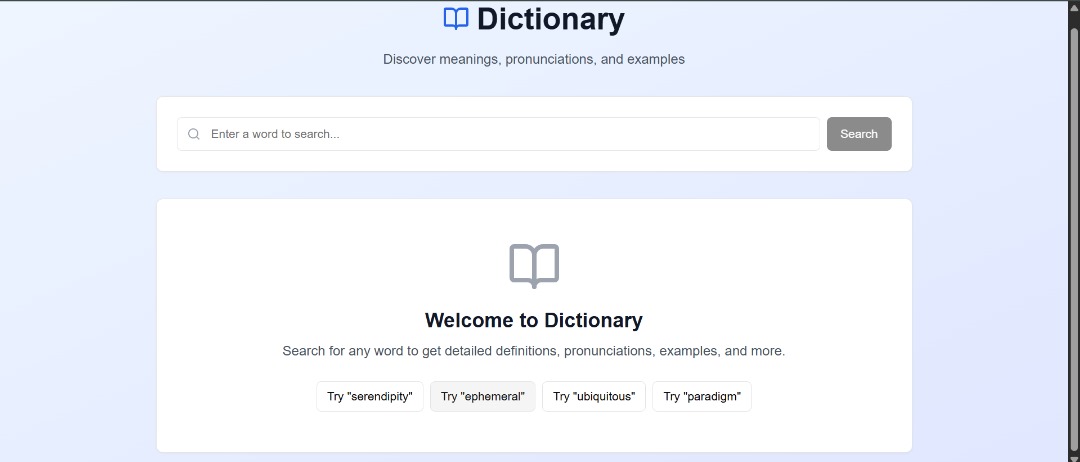 Dictionary
Discover meanings, pronunciations, and examples
Enter a word to search...
Search
Welcome to Dictionary
Search for any word to get detailed definitions, pronunciations, examples, and more.
Try "serendipity" Try "ephemeral" Try "ubiquitous" Try "paradigm"